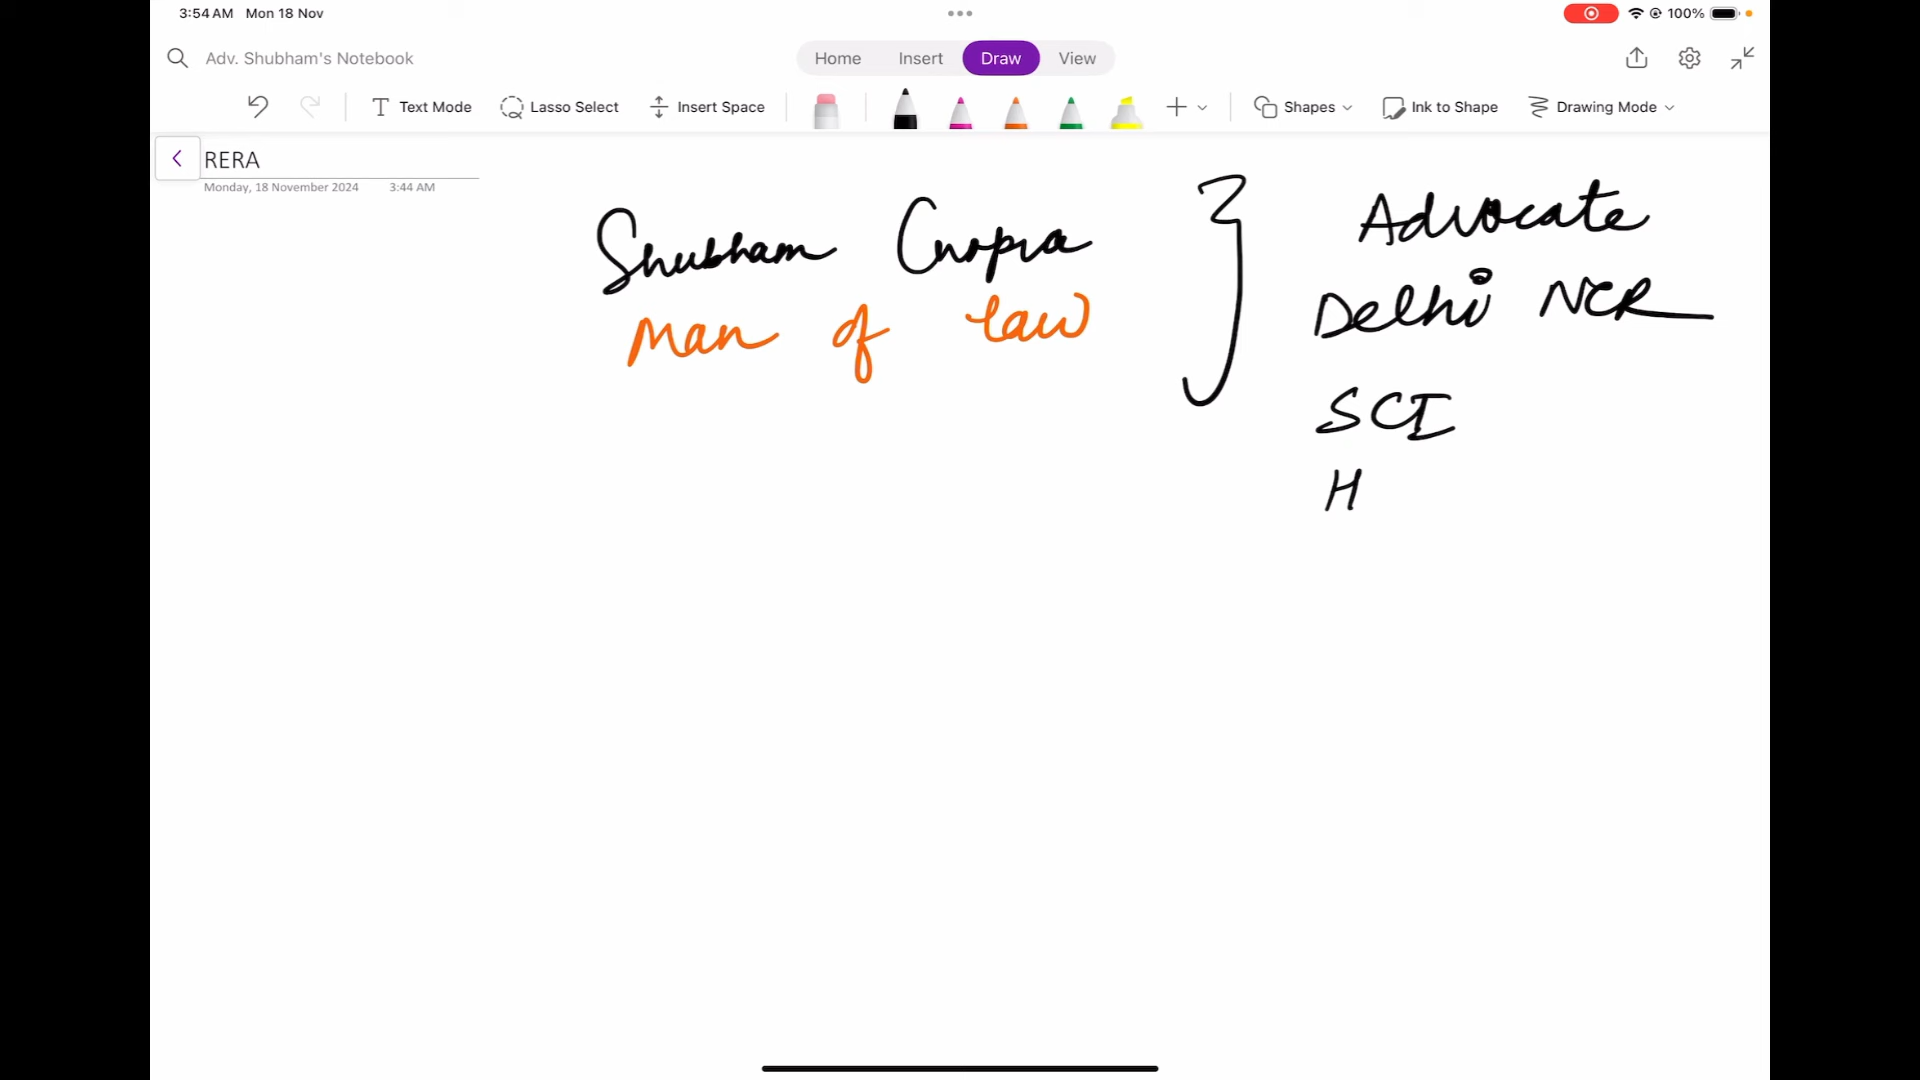 3:54 AM Mon 18 Nov 100%
Adv. Shubham's Notebook Home Insert Draw View
Text Mode Lasso Select Insert Space Shapes Ink to Shape Drawing Mode
RERA
Monday, 18 November 2024 3:44 AM
Shubham Chopra
Man of law
Advocate
Delhi NCR
SCI
H